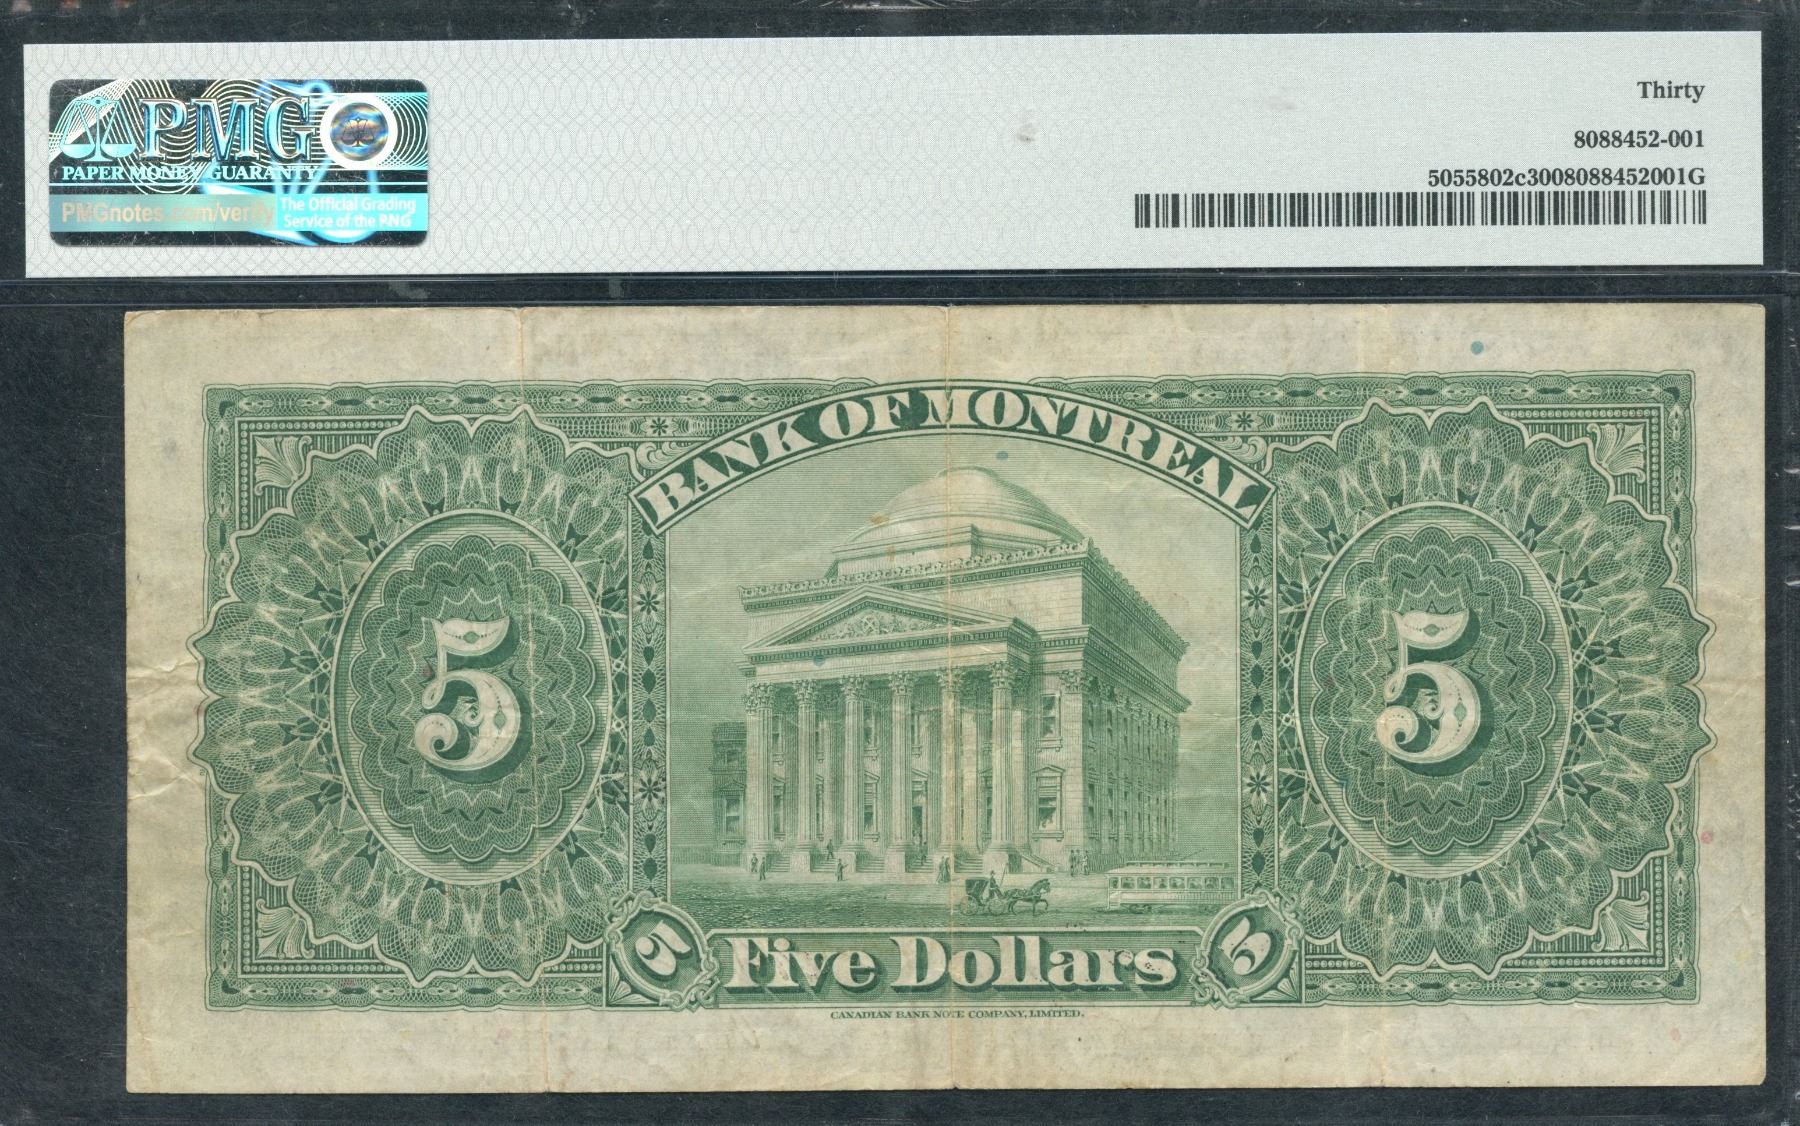 PMG
PAPER MONEY GUARANTY
PMGnotes.com/verify
The Official Grading
Service of the PNG
Thirty
8088452-001
5055802c3008088452001G
BANK OF MONTREAL
5
5
5
Five Dollars
5
CANADIAN BANK NOTE COMPANY, LIMITED.